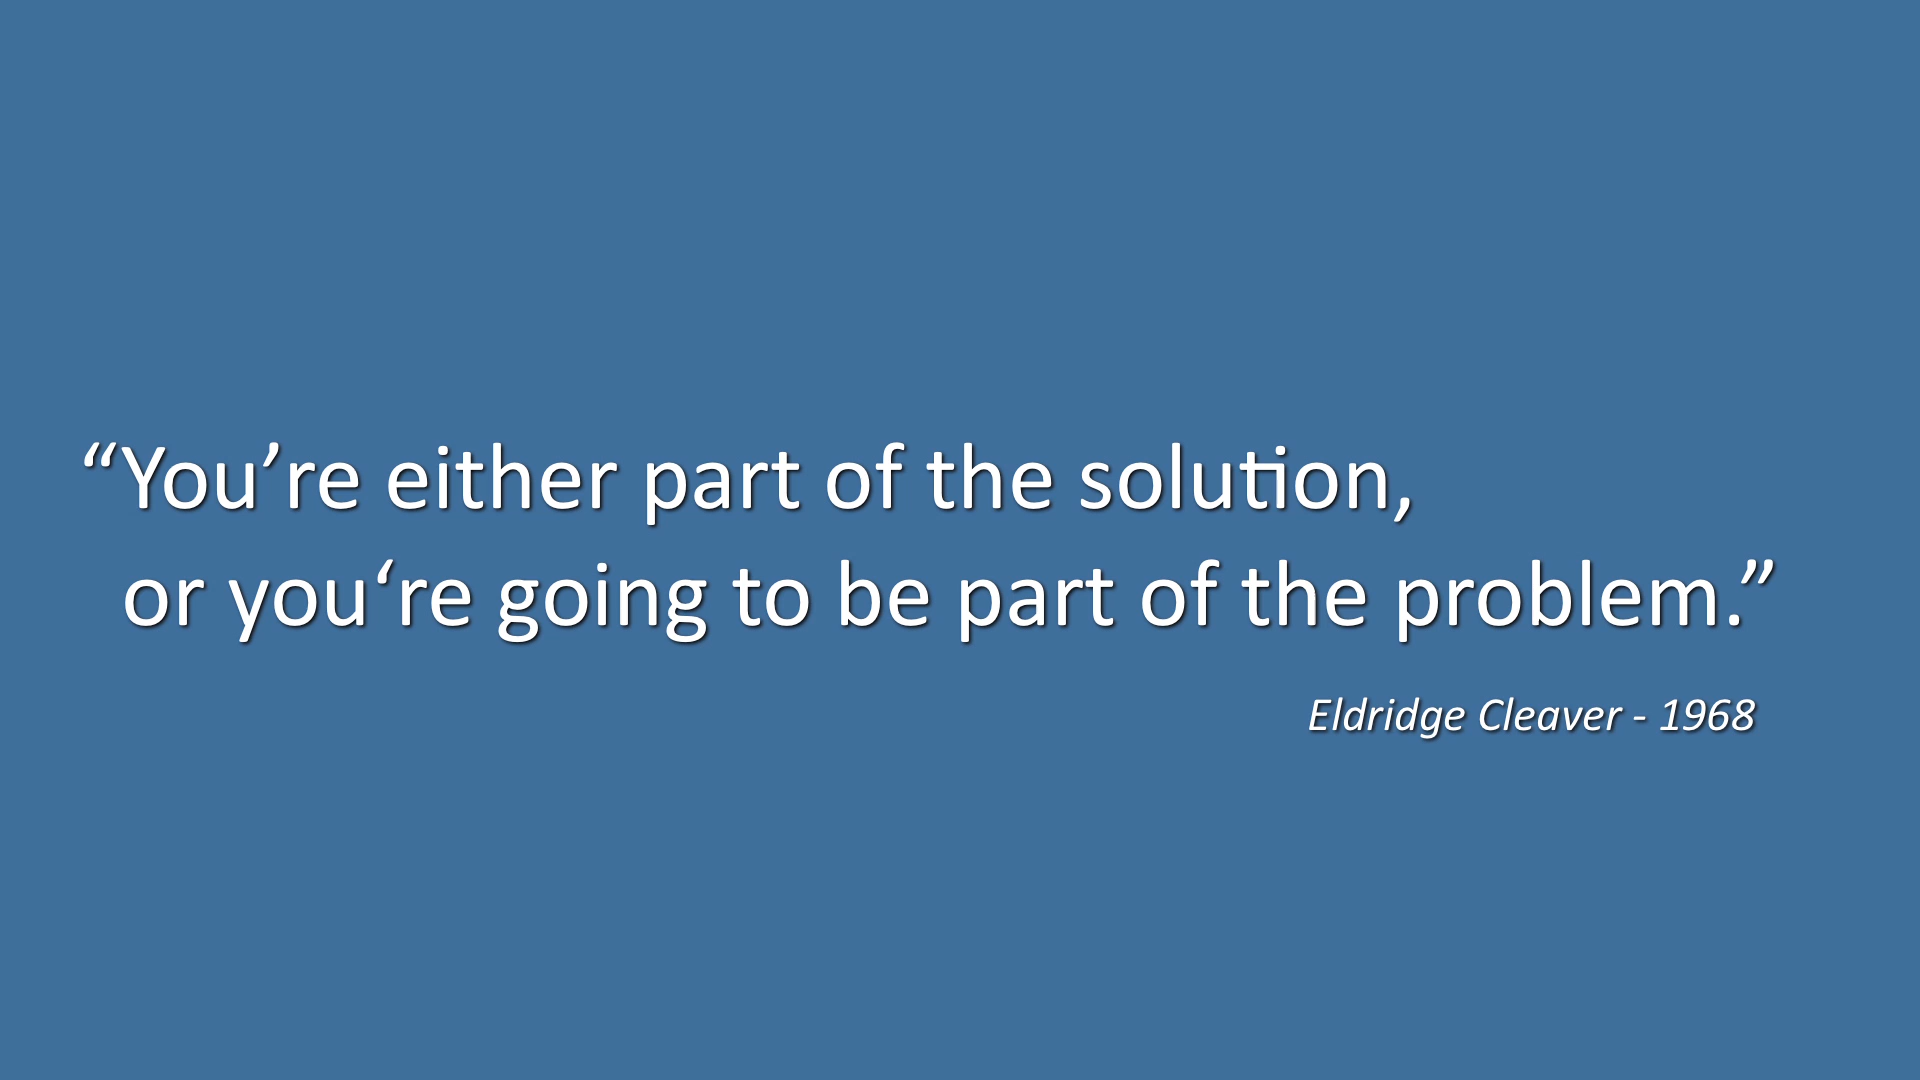 “You’re either part of the solution,
or you‘re going to be part of the problem.”
Eldridge Cleaver - 1968